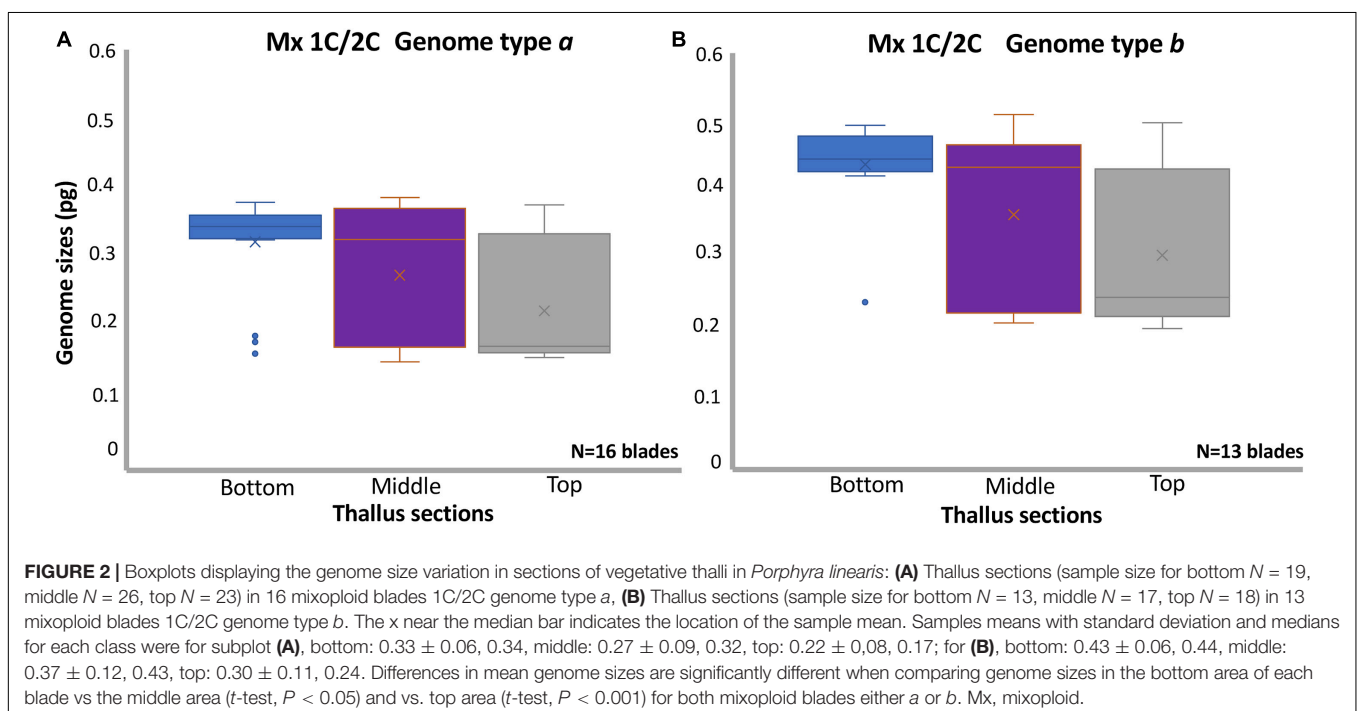 A
Mx 1C/2C Genome type a
0.6
0.5
0.4
0.3
0.2
0.1
0
Genome sizes (pg)
N=16 blades
Bottom Middle Top
Thallus sections
B
Mx 1C/2C Genome type b
0.6
0.5
0.4
0.3
0.2
0.1
0
N=13 blades
Bottom Middle Top
Thallus sections
FIGURE 2 | Boxplots displaying the genome size variation in sections of vegetative thalli in Porphyra linearis: (A) Thallus sections (sample size for bottom N = 19,
middle N = 26, top N = 23) in 16 mixoploid blades 1C/2C genome type a, (B) Thallus sections (sample size for bottom N = 13, middle N = 17, top N = 18) in 13
mixoploid blades 1C/2C genome type b. The x near the median bar indicates the location of the sample mean. Samples means with standard deviation and medians
for each class were for subplot (A), bottom: 0.33 ± 0.06, 0.34, middle: 0.27 ± 0.09, 0.32, top: 0.22 ± 0,08, 0.17; for (B), bottom: 0.43 ± 0.06, 0.44, middle:
0.37 ± 0.12, 0.43, top: 0.30 ± 0.11, 0.24. Differences in mean genome sizes are significantly different when comparing genome sizes in the bottom area of each
blade vs the middle area (t-test, P < 0.05) and vs. top area (t-test, P < 0.001) for both mixoploid blades either a or b. Mx, mixoploid.